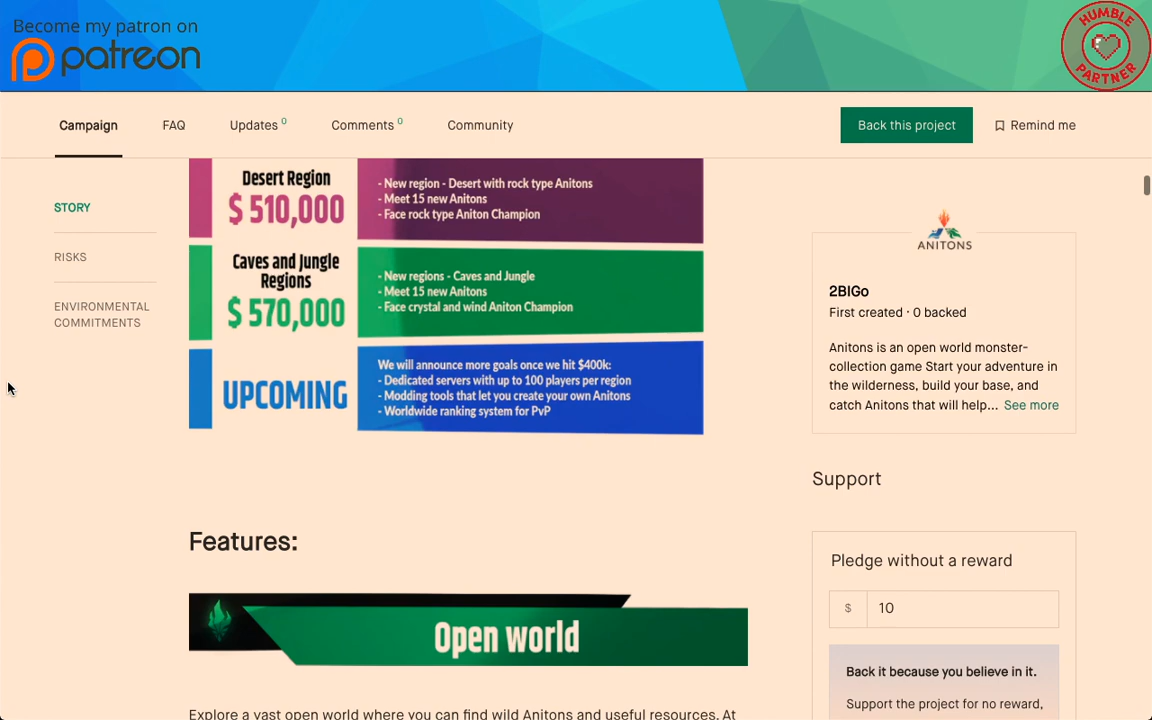 Become my patron on
patreon
HUMBLE
PARTNER
Campaign
FAQ
Updates 0
Comments 0
Community
Back this project
Remind me
STORY
RISKS
ENVIRONMENTAL
COMMITMENTS
Desert Region
$ 510,000
- New region - Desert with rock type Anitons
- Meet 15 new Anitons
- Face rock type Aniton Champion
Caves and Jungle
Regions
$ 570,000
- New regions - Caves and Jungle
- Meet 15 new Anitons
- Face crystal and wind Aniton Champion
UPCOMING
We will announce more goals once we hit $400k:
- Dedicated servers with up to 100 players per region
- Modding tools that let you create your own Anitons
- Worldwide ranking system for PvP
Features:
Open world
Explore a vast open world where you can find wild Anitons and useful resources. At
ANITONS
2BIGo
First created · 0 backed
Anitons is an open world monster-
collection game Start your adventure in
the wilderness, build your base, and
catch Anitons that will help... See more
Support
Pledge without a reward
$ 10
Back it because you believe in it.
Support the project for no reward,